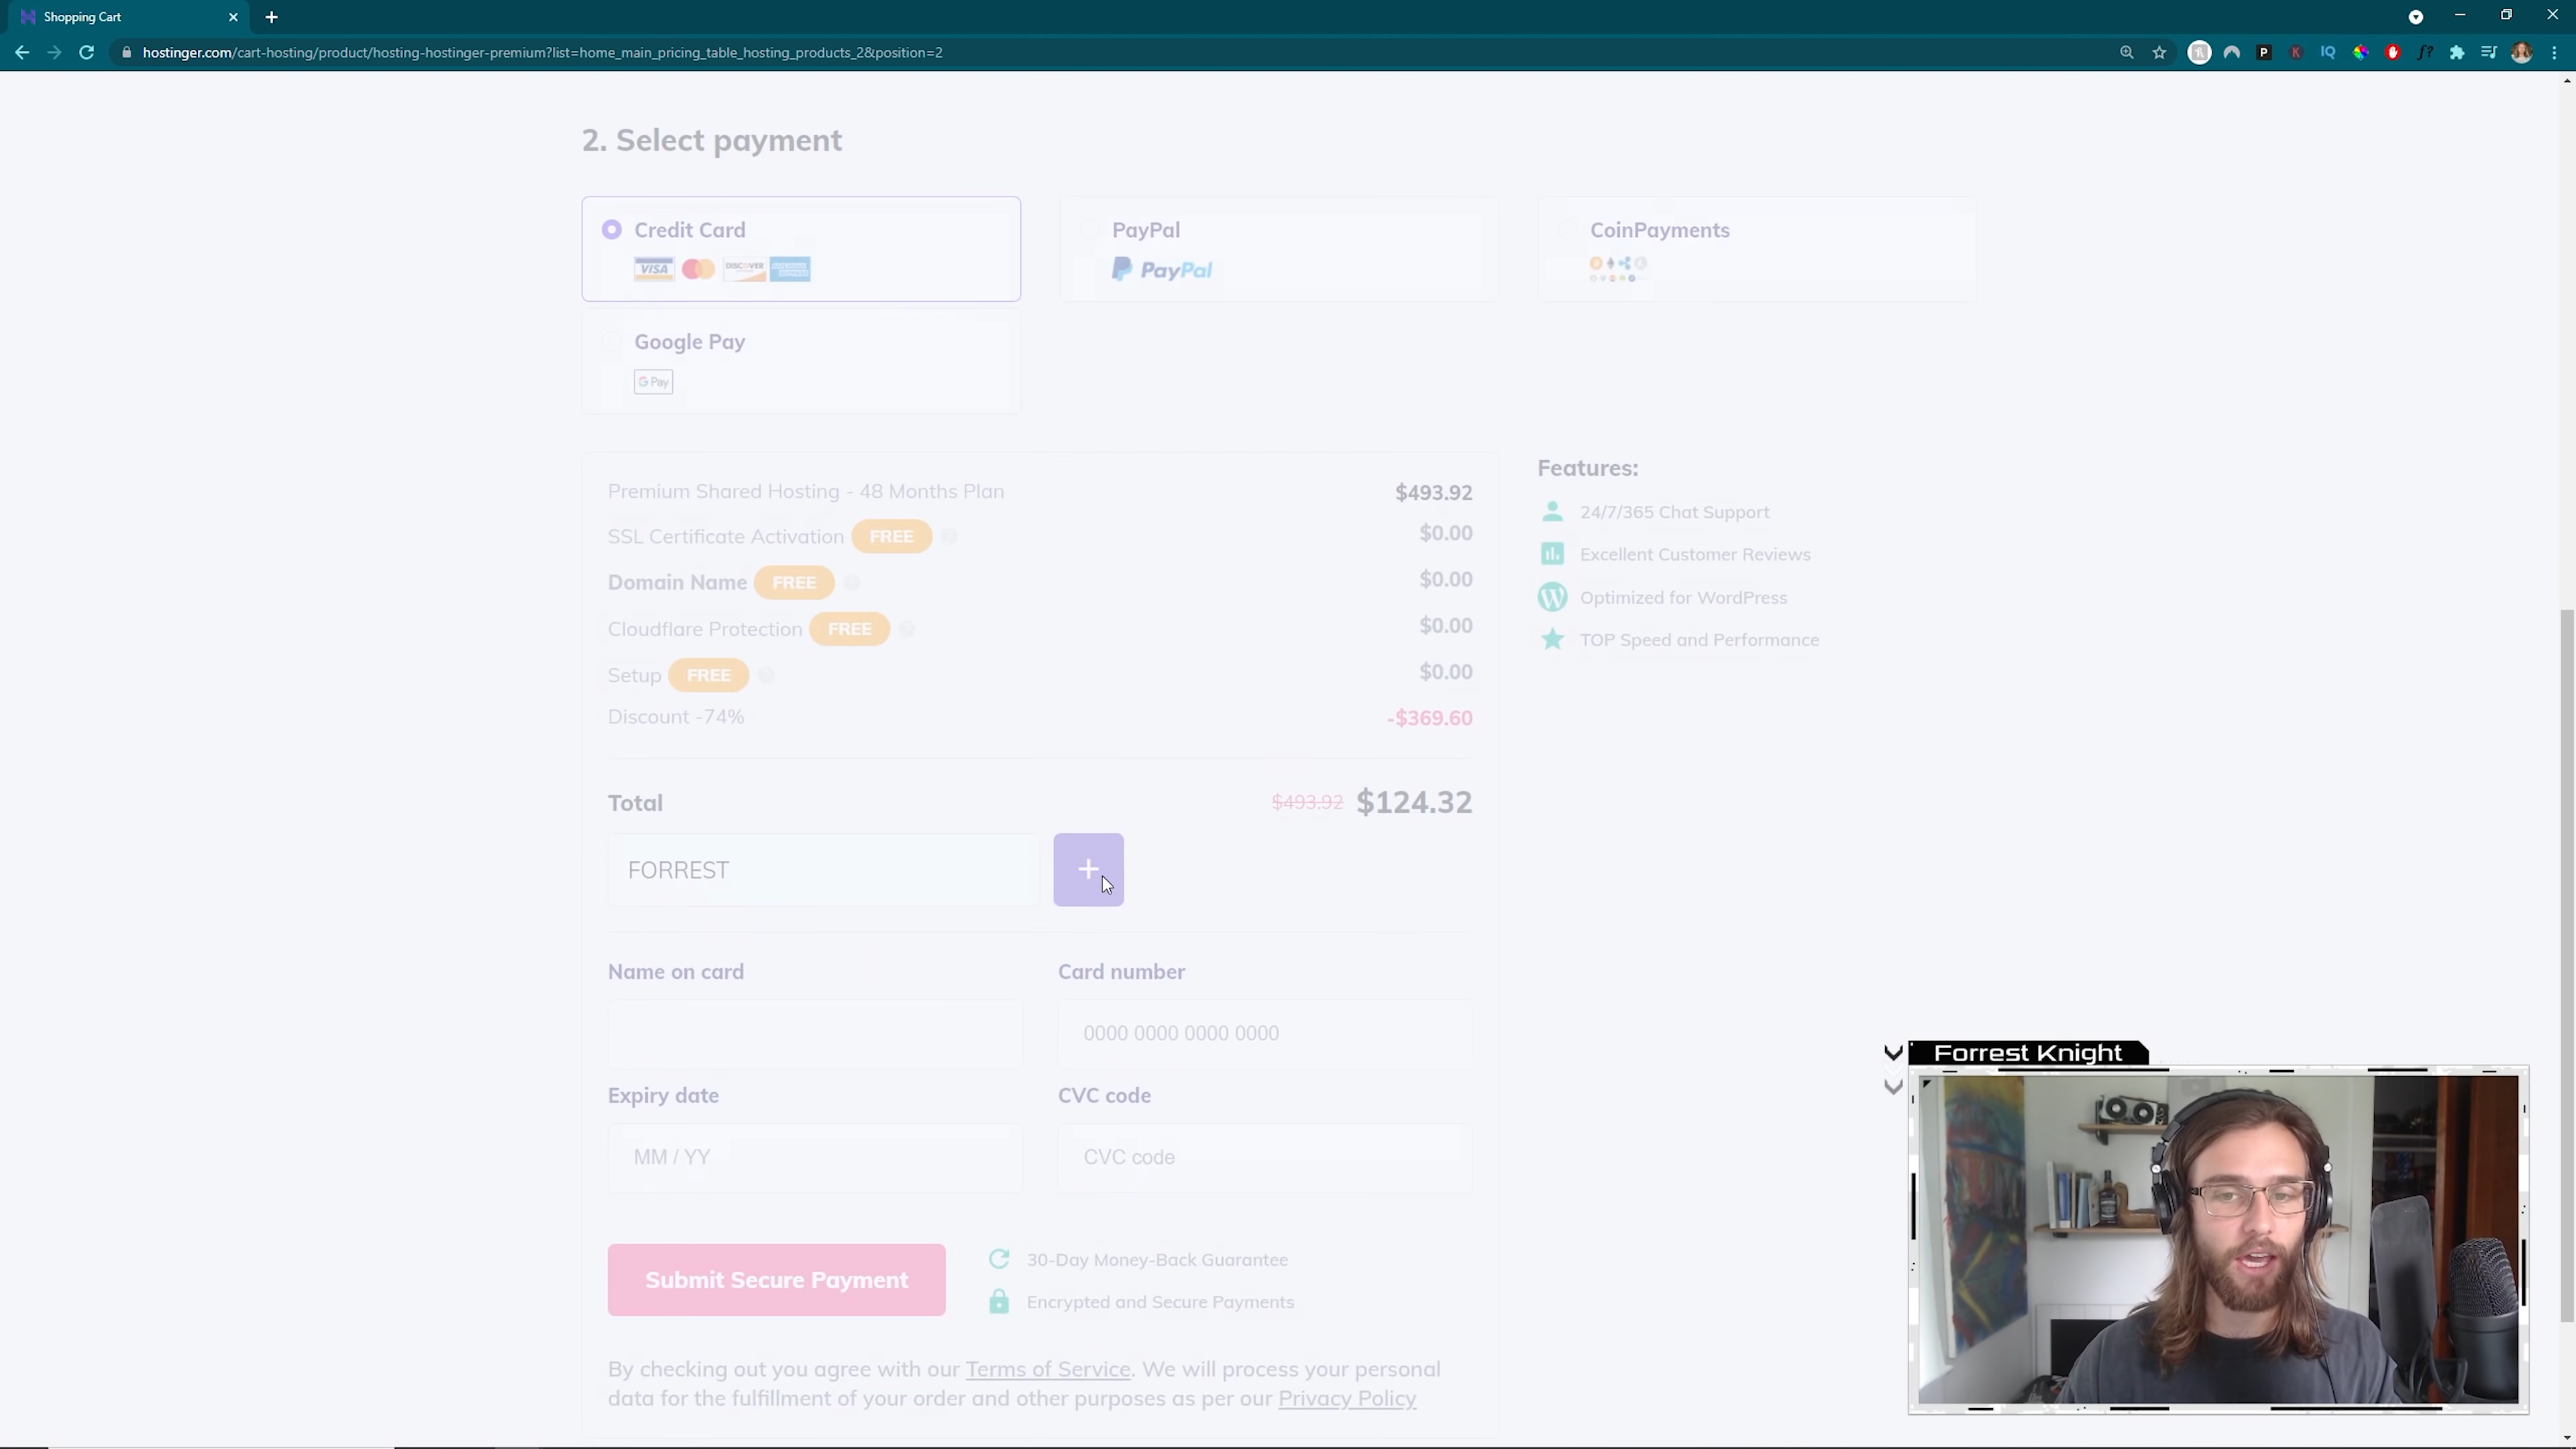 Shopping Cart
hostinger.com/cart-hosting/product/hosting-hostinger-premium?list=home_main_pricing_table_hosting_products_2&position=2
2. Select payment
Credit Card
PayPal
CoinPayments
VISA
DISCOVER
PayPal
Google Pay
G Pay
Premium Shared Hosting - 48 Months Plan $493.92
SSL Certificate Activation FREE $0.00
Domain Name FREE $0.00
Cloudflare Protection FREE $0.00
Setup FREE $0.00
Discount -74% -$369.60
Features:
24/7/365 Chat Support
Excellent Customer Reviews
Optimized for WordPress
TOP Speed and Performance
Total $493.92 $124.32
FORREST +
Name on card Card number
0000 0000 0000 0000
Expiry date CVC code
MM / YY CVC code
Submit Secure Payment
30-Day Money-Back Guarantee
Encrypted and Secure Payments
By checking out you agree with our Terms of Service. We will process your personal
data for the fulfillment of your order and other purposes as per our Privacy Policy
Forrest Knight